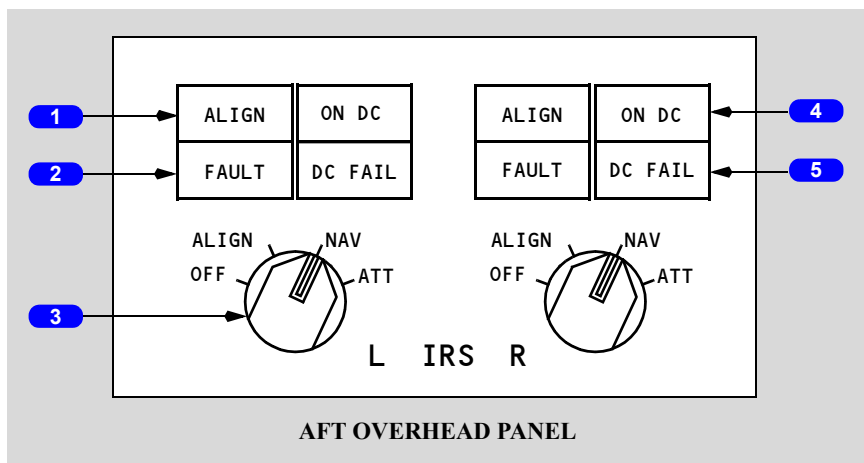 1 ALIGN ON DC ALIGN ON DC 4
2 FAULT DC FAIL FAULT DC FAIL 5
ALIGN NAV ALIGN NAV
OFF ATT OFF ATT
3
L IRS R
AFT OVERHEAD PANEL